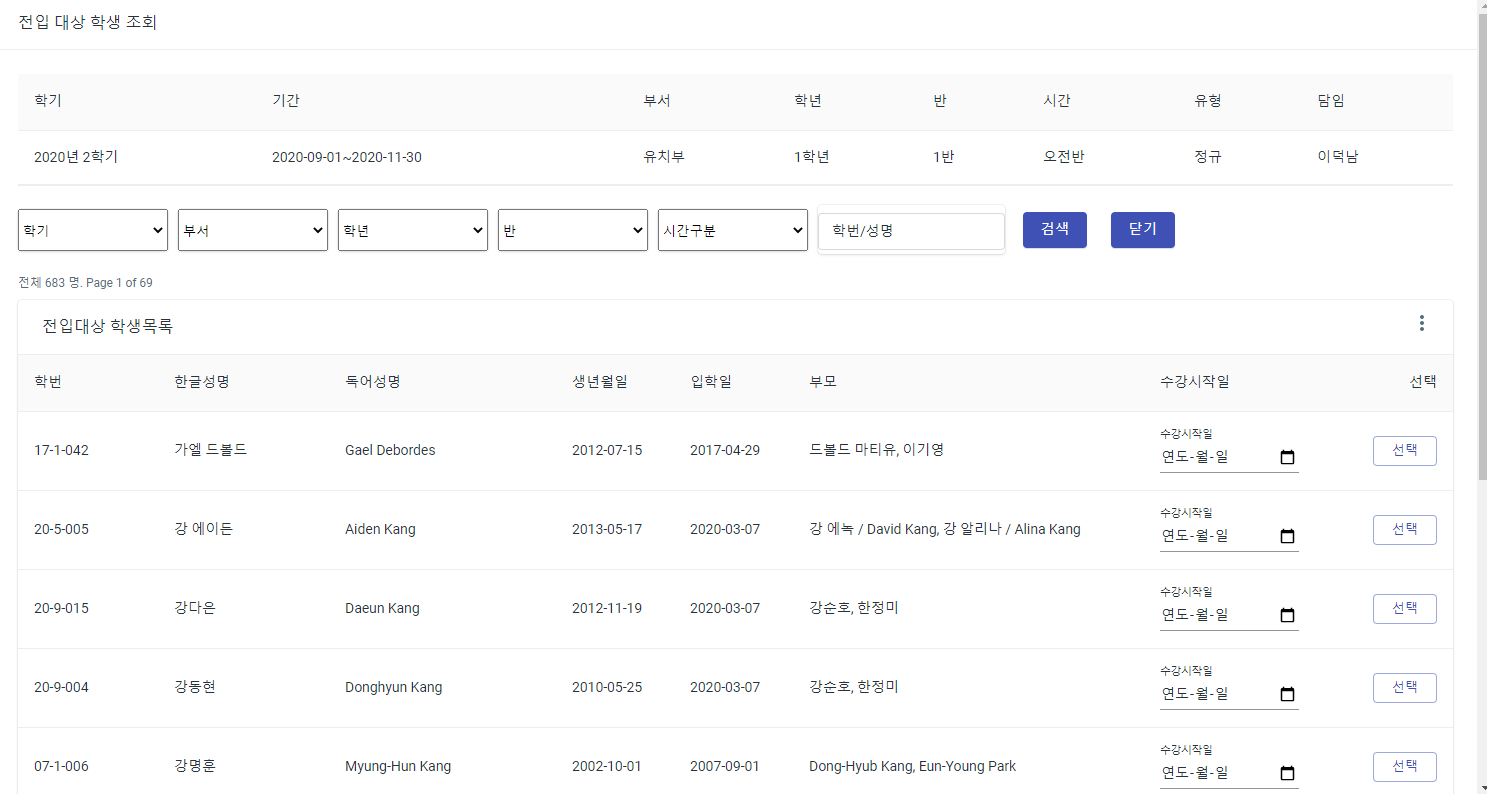 전입 대상 학생 조회
학기 기간 부서 학년 반 시간 유형 담임
2020년 2학기 2020-09-01~2020-11-30 유치부 1학년 1반 오전반 정규 이덕남
학기 부서 학년 반 시간구분 학번/성명 검색 닫기
전체 683 명. Page 1 of 69
전입대상 학생목록
학번 한글성명 독어성명 생년월일 입학일 부모 수강시작일 선택
수강시작일
17-1-042 가엘 드볼드 Gael Debordes 2012-07-15 2017-04-29 드볼드 마티유, 이기영 연도-월-일 선택
수강시작일
20-5-005 강 에이든 Aiden Kang 2013-05-17 2020-03-07 강 에녹 / David Kang, 강 알리나 / Alina Kang 연도-월-일 선택
수강시작일
20-9-015 강다은 Daeun Kang 2012-11-19 2020-03-07 강순호, 한정미 연도-월-일 선택
수강시작일
20-9-004 강동현 Donghyun Kang 2010-05-25 2020-03-07 강순호, 한정미 연도-월-일 선택
수강시작일
07-1-006 강명훈 Myung-Hun Kang 2002-10-01 2007-09-01 Dong-Hyub Kang, Eun-Young Park 연도-월-일 선택